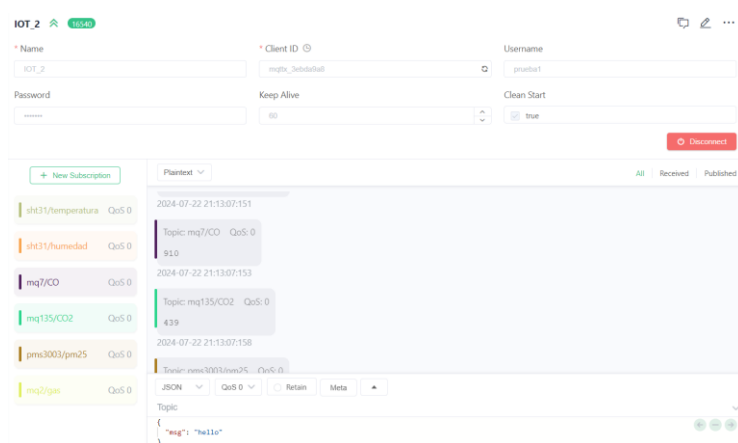 IOT_2 16540
* Name * Client ID Username
IOT_2 mqttx_3ebda9a8 prueba1
Password Keep Alive Clean Start
······· 60 true
Disconnect
+ New Subscription Plaintext All Received Published
sht31/temperatura QoS 0
sht31/humedad QoS 0
mq7/CO QoS 0
mq135/CO2 QoS 0
pms3003/pm25 QoS 0
mq2/gas QoS 0
2024-07-22 21:13:07:151
Topic: mq7/CO QoS: 0
910
2024-07-22 21:13:07:153
Topic: mq135/CO2 QoS: 0
439
2024-07-22 21:13:07:158
Topic: pms3003/pm25 QoS: 0
JSON QoS 0 Retain Meta
Topic
{
"msg": "hello"
}